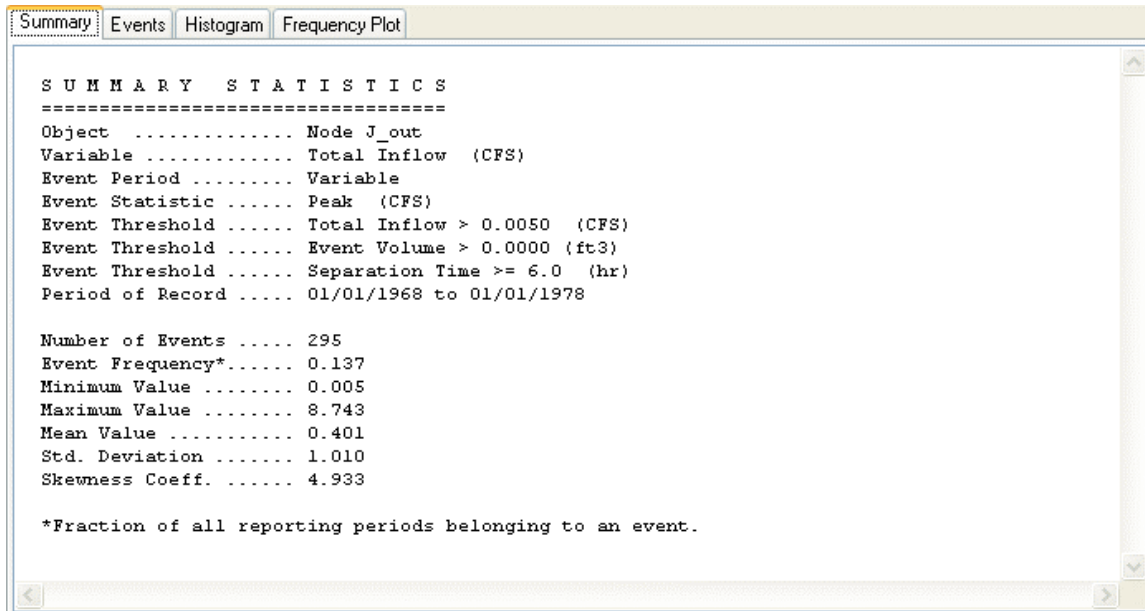 Summary Events Histogram Frequency Plot
S U M M A R Y   S T A T I S T I C S
===================================
Object .............. Node J_out
Variable ............. Total Inflow (CFS)
Event Period ......... Variable
Event Statistic ...... Peak (CFS)
Event Threshold ...... Total Inflow > 0.0050 (CFS)
Event Threshold ...... Event Volume > 0.0000 (ft3)
Event Threshold ...... Separation Time >= 6.0 (hr)
Period of Record ..... 01/01/1968 to 01/01/1978
Number of Events ..... 295
Event Frequency*...... 0.137
Minimum Value ........ 0.005
Maximum Value ........ 8.743
Mean Value ........... 0.401
Std. Deviation ....... 1.010
Skewness Coeff. ...... 4.933
*Fraction of all reporting periods belonging to an event.